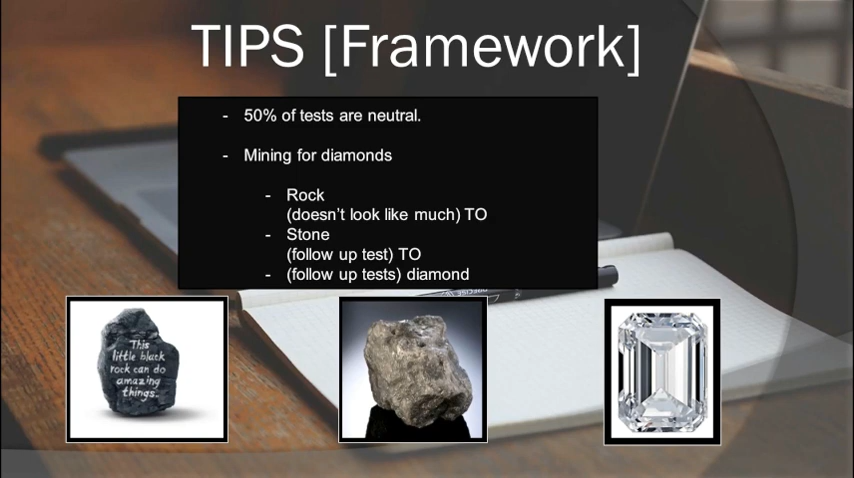 TIPS [Framework]
- 50% of tests are neutral.
- Mining for diamonds
- Rock
(doesn't look like much) TO
- Stone
(follow up test) TO
- (follow up tests) diamond
This
little black
rock can do
amazing
things.